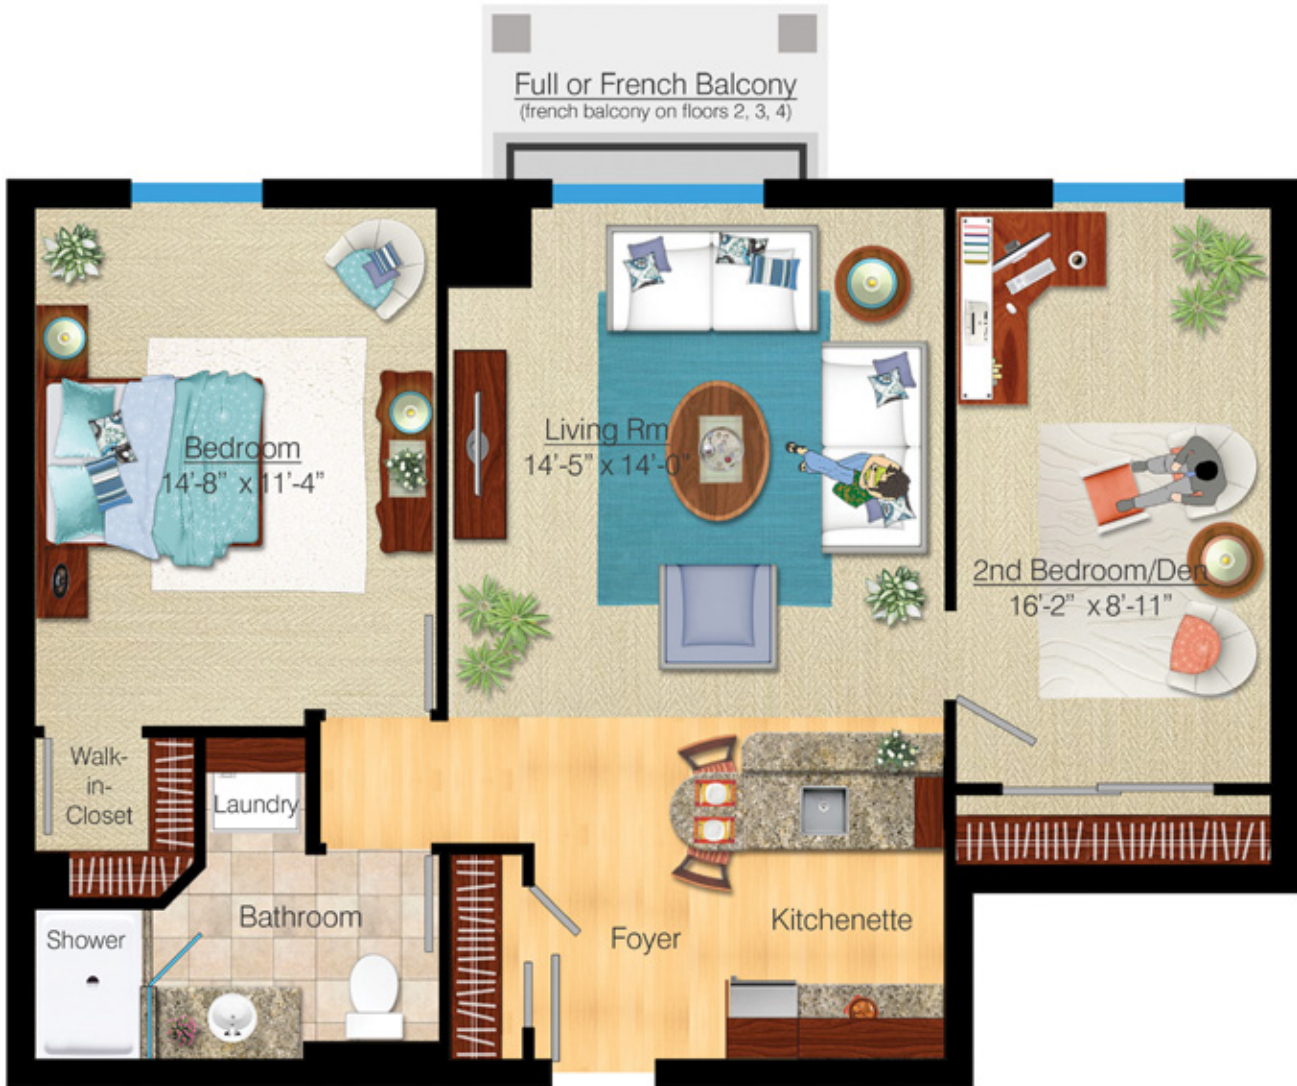 Full or French Balcony
(french balcony on floors 2, 3, 4)
Bedroom
14'-8” x 11'-4”
Living Rm
14'-5” x 14'-0”
2nd Bedroom/Den
16'-2” x 8'-11”
Walk-
in-
Closet
Laundry
Bathroom
Shower
Foyer
Kitchenette